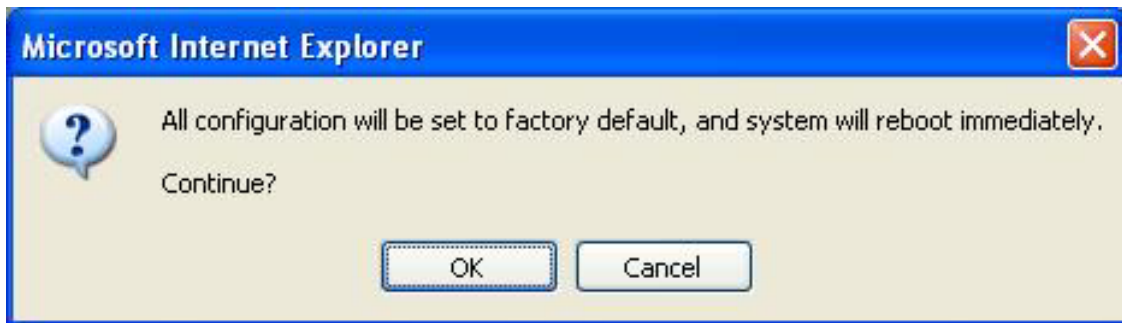 Microsoft Internet Explorer
All configuration will be set to factory default, and system will reboot immediately.
Continue?
OK
Cancel